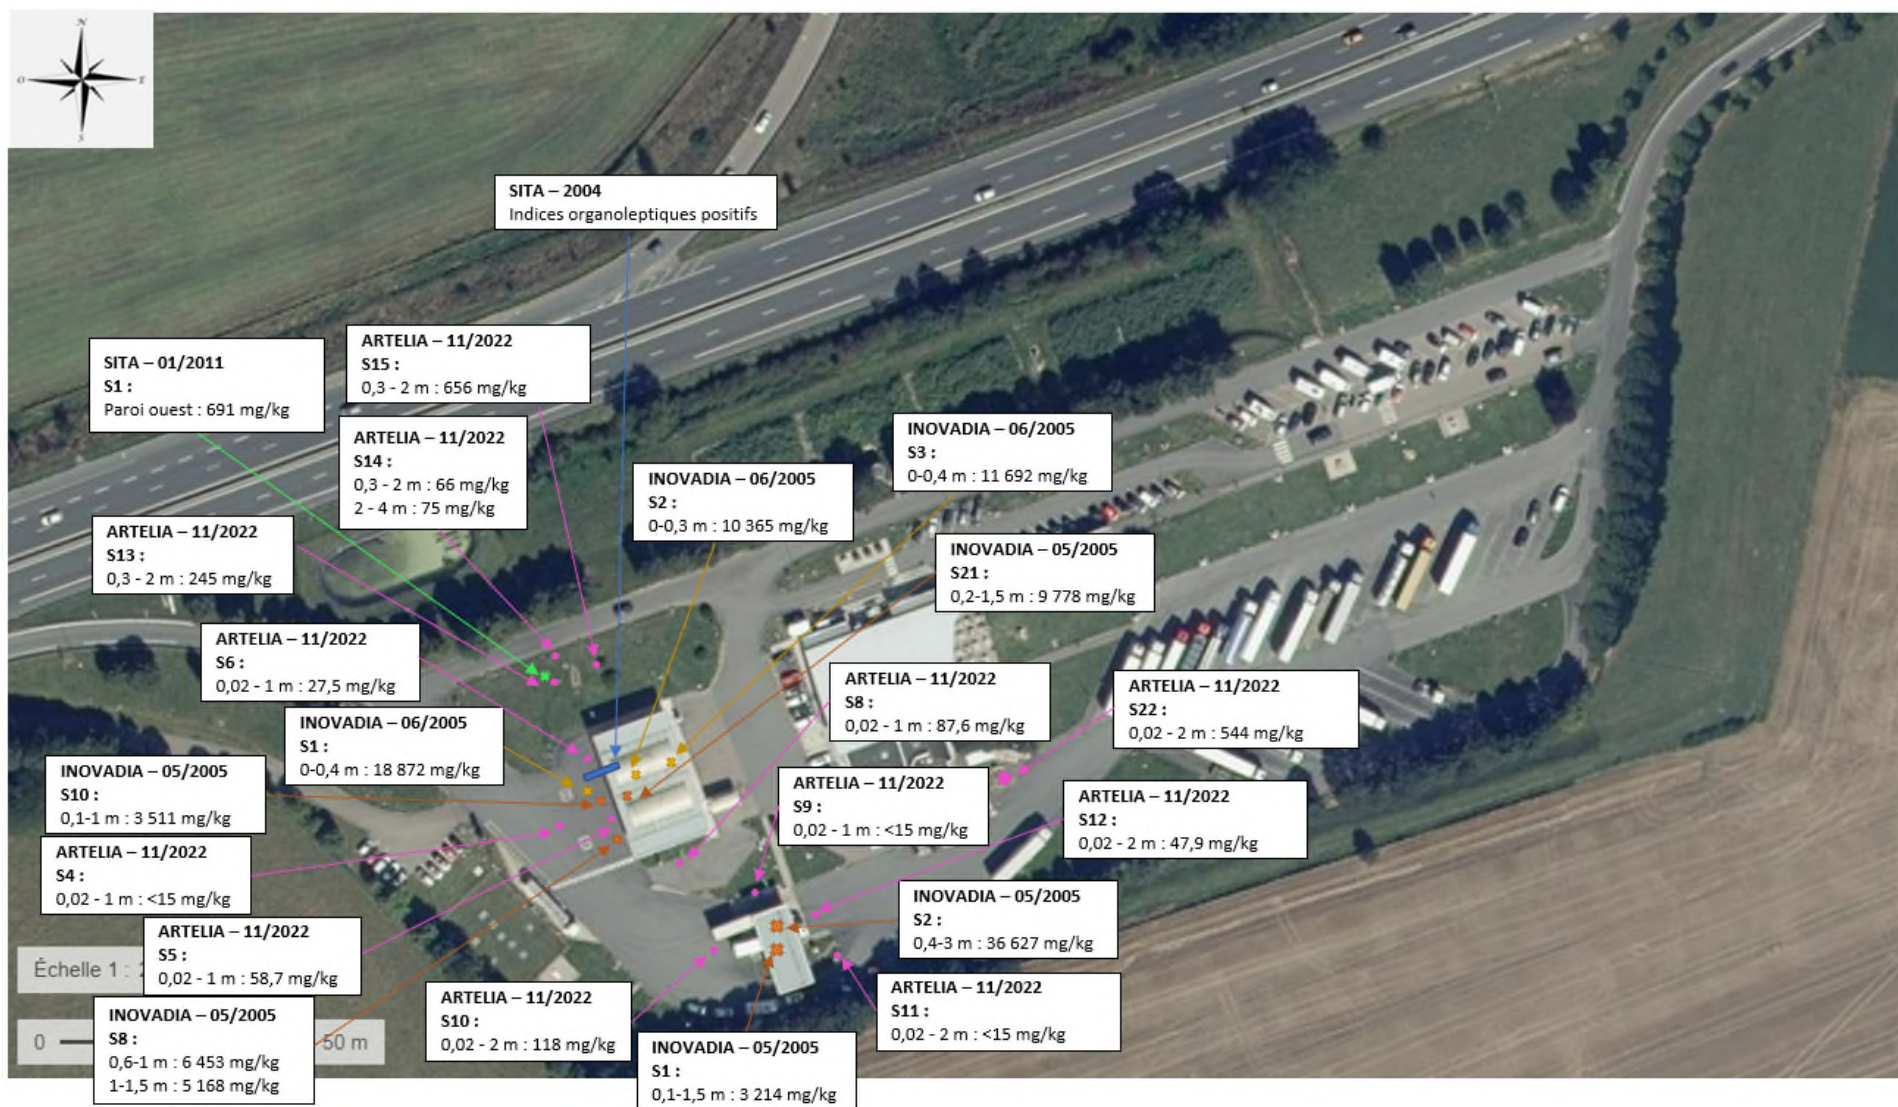 N
O
E
S
SITA – 2004
Indices organoleptiques positifs
SITA – 01/2011
S1 :
Paroi ouest : 691 mg/kg
ARTELIA – 11/2022
S15 :
0,3 - 2 m : 656 mg/kg
ARTELIA – 11/2022
S14 :
0,3 - 2 m : 66 mg/kg
2 - 4 m : 75 mg/kg
INOVADIA – 06/2005
S3 :
0-0,4 m : 11 692 mg/kg
INOVADIA – 06/2005
S2 :
0-0,3 m : 10 365 mg/kg
ARTELIA – 11/2022
S13 :
0,3 - 2 m : 245 mg/kg
INOVADIA – 05/2005
S21 :
0,2-1,5 m : 9 778 mg/kg
ARTELIA – 11/2022
S6 :
0,02 - 1 m : 27,5 mg/kg
ARTELIA – 11/2022
S8 :
0,02 - 1 m : 87,6 mg/kg
ARTELIA – 11/2022
S22 :
0,02 - 2 m : 544 mg/kg
INOVADIA – 06/2005
S1 :
0-0,4 m : 18 872 mg/kg
INOVADIA – 05/2005
S10 :
0,1-1 m : 3 511 mg/kg
ARTELIA – 11/2022
S9 :
0,02 - 1 m : <15 mg/kg
ARTELIA – 11/2022
S12 :
0,02 - 2 m : 47,9 mg/kg
ARTELIA – 11/2022
S4 :
0,02 - 1 m : <15 mg/kg
INOVADIA – 05/2005
S2 :
0,4-3 m : 36 627 mg/kg
ARTELIA – 11/2022
S5 :
0,02 - 1 m : 58,7 mg/kg
Échelle 1 :
ARTELIA – 11/2022
S10 :
0,02 - 2 m : 118 mg/kg
ARTELIA – 11/2022
S11 :
0,02 - 2 m : <15 mg/kg
INOVADIA – 05/2005
S8 :
0,6-1 m : 6 453 mg/kg
1-1,5 m : 5 168 mg/kg
0
50 m
INOVADIA – 05/2005
S1 :
0,1-1,5 m : 3 214 mg/kg